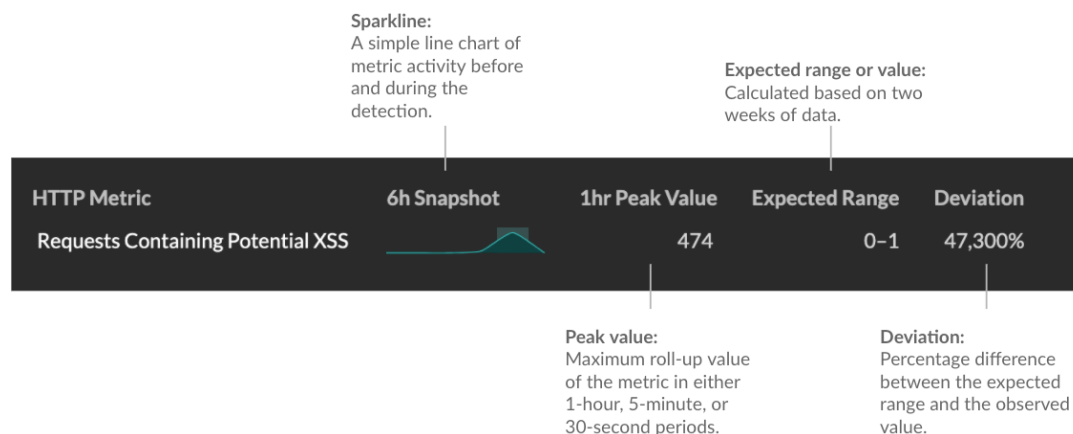 Sparkline:
A simple line chart of
metric activity before
and during the
detection.
Expected range or value:
Calculated based on two
weeks of data.
HTTP Metric 6h Snapshot 1hr Peak Value Expected Range Deviation
Requests Containing Potential XSS 474 0–1 47,300%
Peak value:
Maximum roll-up value
of the metric in either
1-hour, 5-minute, or
30-second periods.
Deviation:
Percentage difference
between the expected
range and the observed
value.